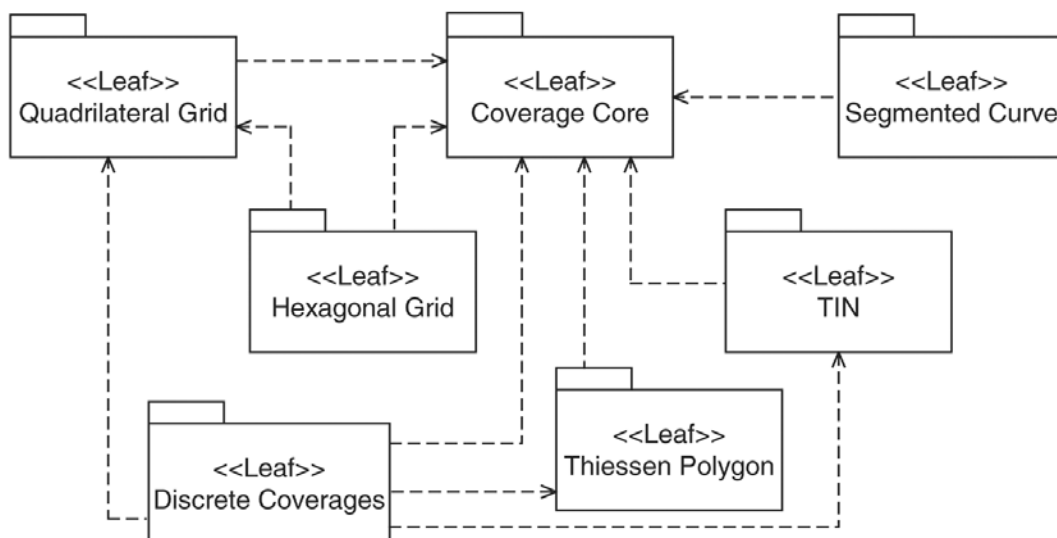 <<Leaf>>
Quadrilateral Grid
<<Leaf>>
Coverage Core
<<Leaf>>
Segmented Curve
<<Leaf>>
Hexagonal Grid
<<Leaf>>
TIN
<<Leaf>>
Discrete Coverages
<<Leaf>>
Thiessen Polygon